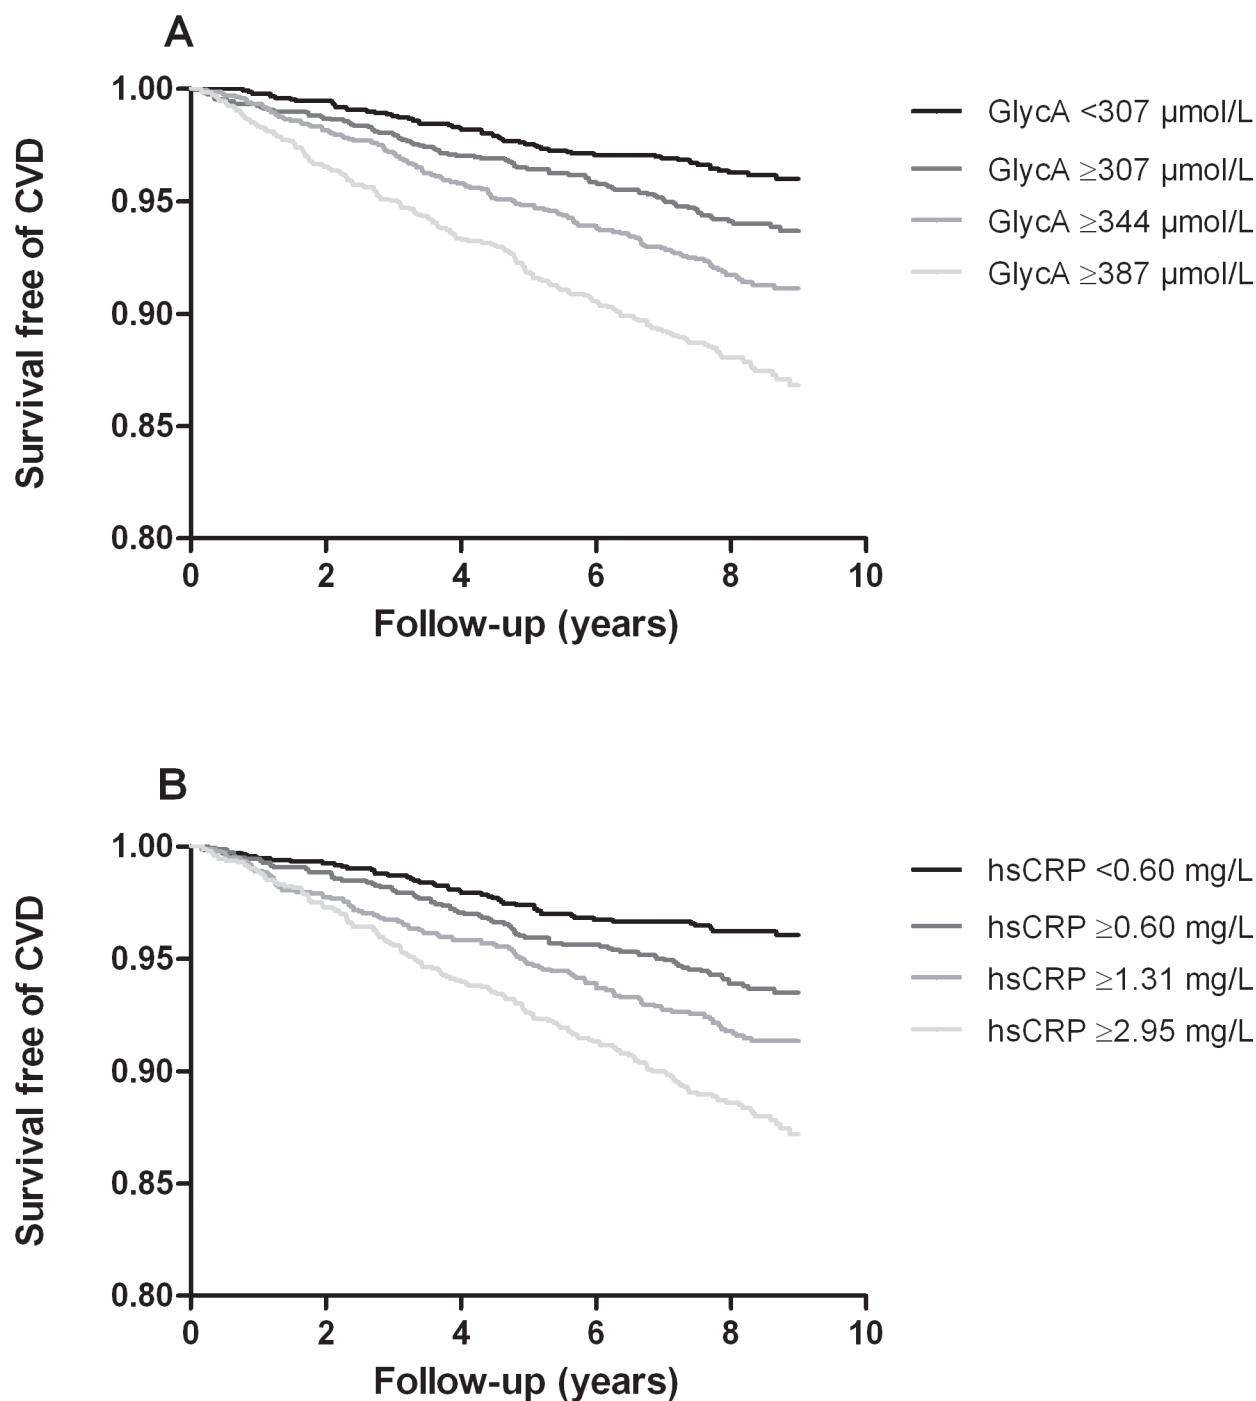 A
Survival free of CVD
1.00
0.95
0.90
0.85
0.80
0 2 4 6 8 10
Follow-up (years)
GlycA <307 µmol/L
GlycA ≥307 µmol/L
GlycA ≥344 µmol/L
GlycA ≥387 µmol/L
B
Survival free of CVD
1.00
0.95
0.90
0.85
0.80
0 2 4 6 8 10
Follow-up (years)
hsCRP <0.60 mg/L
hsCRP ≥0.60 mg/L
hsCRP ≥1.31 mg/L
hsCRP ≥2.95 mg/L